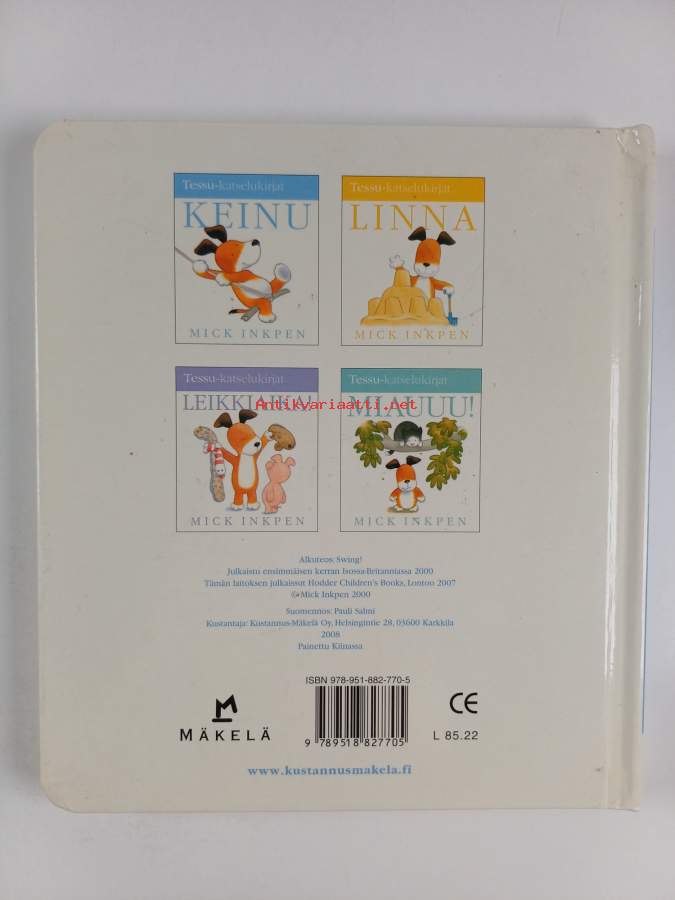 Tessu-katselukirjat
KEINU
MICK INKPEN
Tessu-katselukirjat
LINNA
MICK INKPEN
Tessu-katselukirjat
LEIKKIAIKA!
MICK INKPEN
Tessu-katselukirjat
MIAUUU!
MICK INKPEN
Antikvariaatti.net
Alkuteos: Swing!
Julkaistu ensimmäisen kerran Isossa-Britanniassa 2000
Tämän laitoksen julkaissut Hodder Children's Books, Lontoo 2007
© Mick Inkpen 2000
Suomennos: Pauli Salmi
Kustantaja: Kustannus-Mäkelä Oy, Helsingintie 28, 03600 Karkkila
2008
Painettu Kiinassa
ISBN 978-951-882-770-5
9 789518 827705
MÄKELÄ
CE
L 85.22
www.kustannusmakela.fi